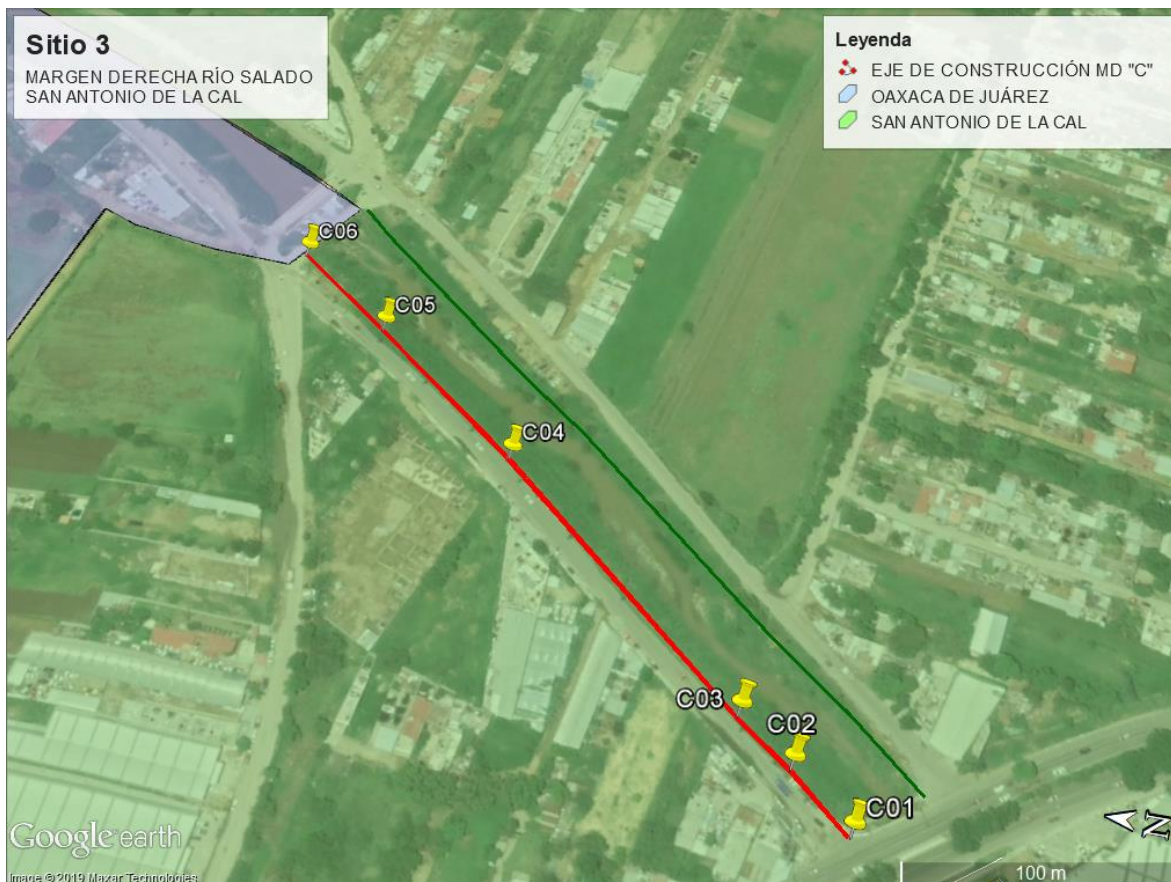 Sitio 3
MARGEN DERECHA RÍO SALADO
SAN ANTONIO DE LA CAL
Leyenda
EJE DE CONSTRUCCIÓN MD "C"
OAXACA DE JUÁREZ
SAN ANTONIO DE LA CAL
C06
C05
C04
C03
C02
C01
N
Google earth
100 m
Image © 2019 Maxar Technologies